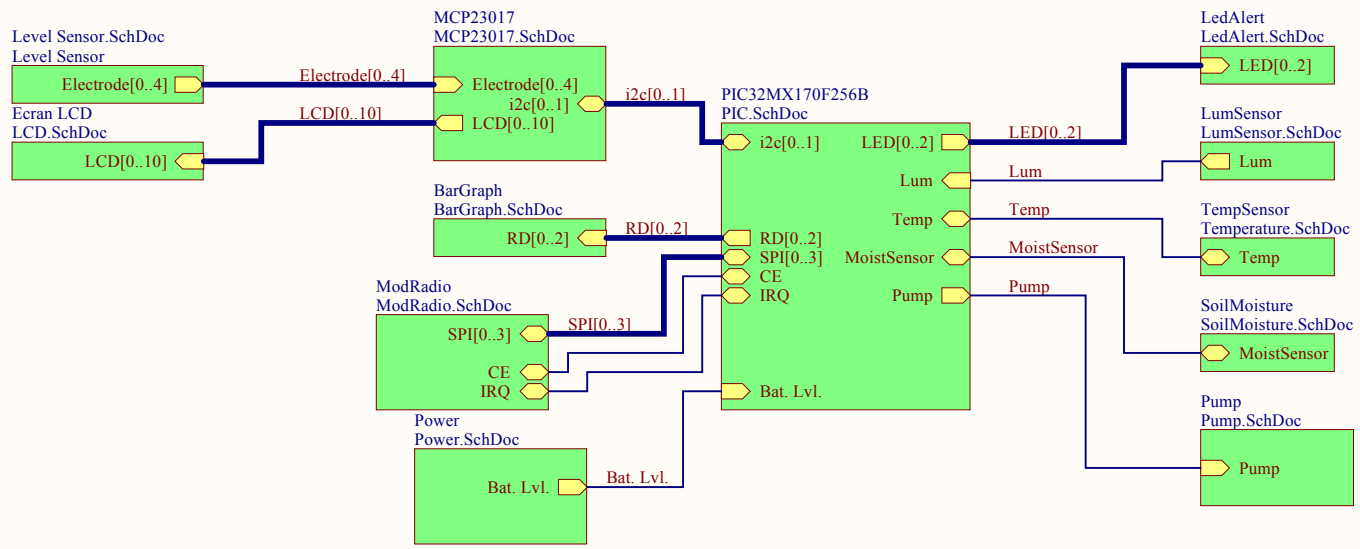 Level Sensor.SchDoc
Level Sensor
Electrode[0..4]
Electrode[0..4]
Ecran LCD
LCD.SchDoc
LCD[0..10]
LCD[0..10]
MCP23017
MCP23017.SchDoc
Electrode[0..4]
i2c[0..1]
LCD[0..10]
i2c[0..1]
BarGraph
BarGraph.SchDoc
RD[0..2]
RD[0..2]
ModRadio
ModRadio.SchDoc
SPI[0..3]
CE
IRQ
SPI[0..3]
Power
Power.SchDoc
Bat. Lvl.
Bat. Lvl.
PIC32MX170F256B
PIC.SchDoc
i2c[0..1]
LED[0..2]
Lum
Temp
RD[0..2]
SPI[0..3]
MoistSensor
CE
IRQ
Pump
Bat. Lvl.
LED[0..2]
Lum
Temp
MoistSensor
Pump
LedAlert
LedAlert.SchDoc
LED[0..2]
LumSensor
LumSensor.SchDoc
Lum
TempSensor
Temperature.SchDoc
Temp
SoilMoisture
SoilMoisture.SchDoc
MoistSensor
Pump
Pump.SchDoc
Pump